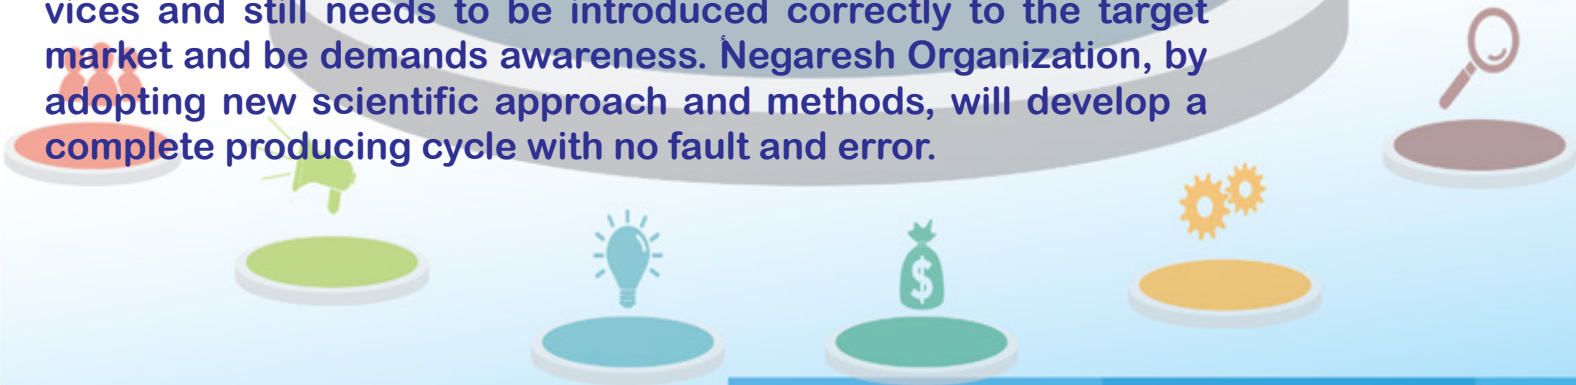 vices and still needs to be introduced correctly to the target
market and be demands awareness. Negaresh Organization, by
adopting new scientific approach and methods, will develop a
complete producing cycle with no fault and error.
$